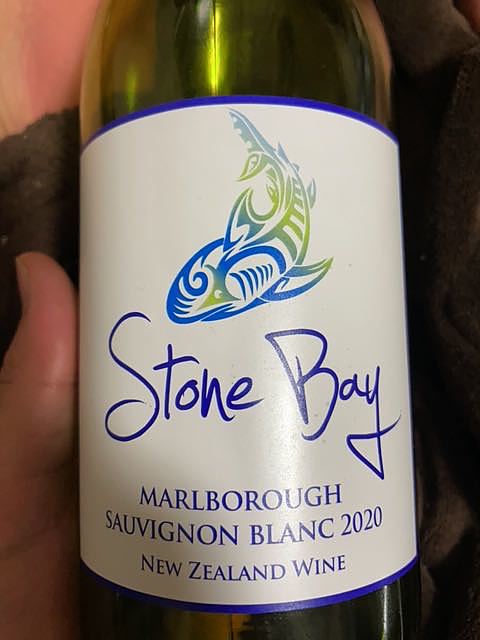 Stone Bay
MARLBOROUGH
SAUVIGNON BLANC 2020
NEW ZEALAND WINE